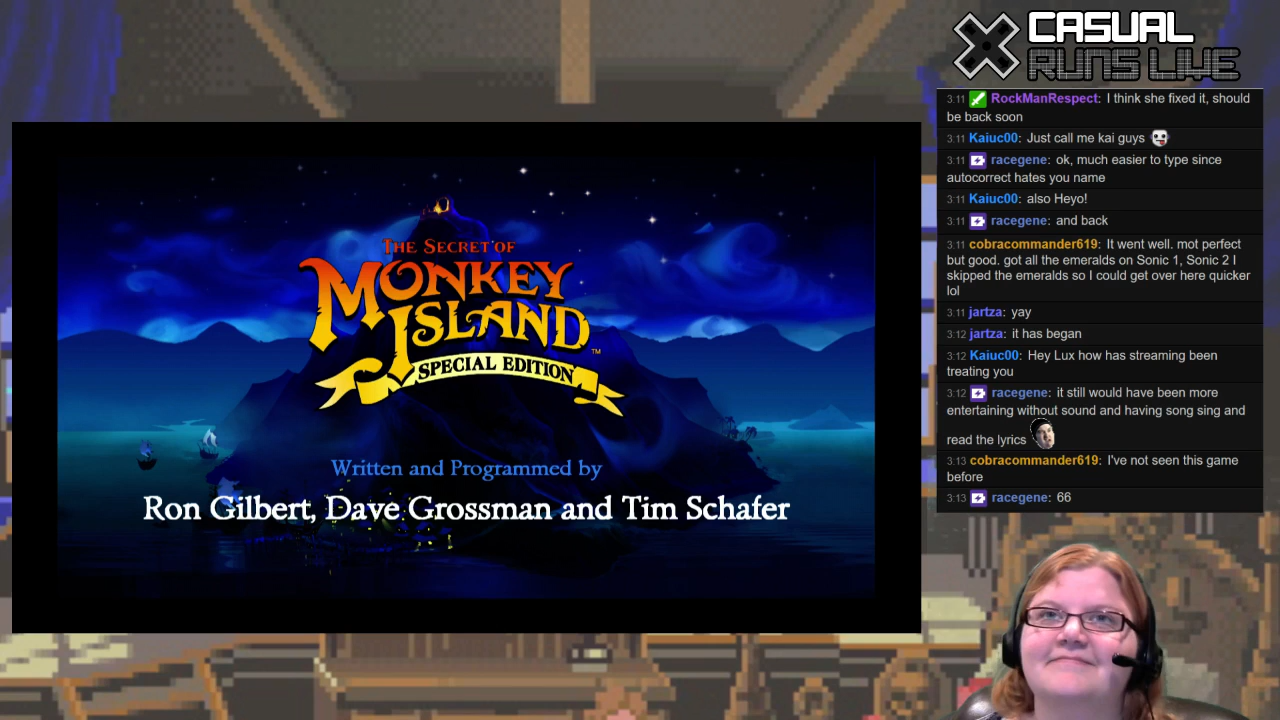 CASUAL
RUNS LIVE
3:11 RockManRespect: I think she fixed it, should
be back soon
3:11 Kaiuc00: Just call me kai guys
3:11 racegene: ok, much easier to type since
autocorrect hates you name
3:11 Kaiuc00: also Heyo!
3:11 racegene: and back
3:11 cobracommander619: It went well. mot perfect
but good. got all the emeralds on Sonic 1, Sonic 2 I
skipped the emeralds so I could get over here quicker
lol
3:11 jartza: yay
3:12 jartza: it has began
3:12 Kaiuc00: Hey Lux how has streaming been
treating you
3:12 racegene: it still would have been more
entertaining without sound and having song sing and
read the lyrics
3:13 cobracommander619: I've not seen this game
before
3:13 racegene: 66
THE SECRET OF
MONKEY
ISLAND
TM
SPECIAL EDITION
Written and Programmed by
Ron Gilbert, Dave Grossman and Tim Schafer